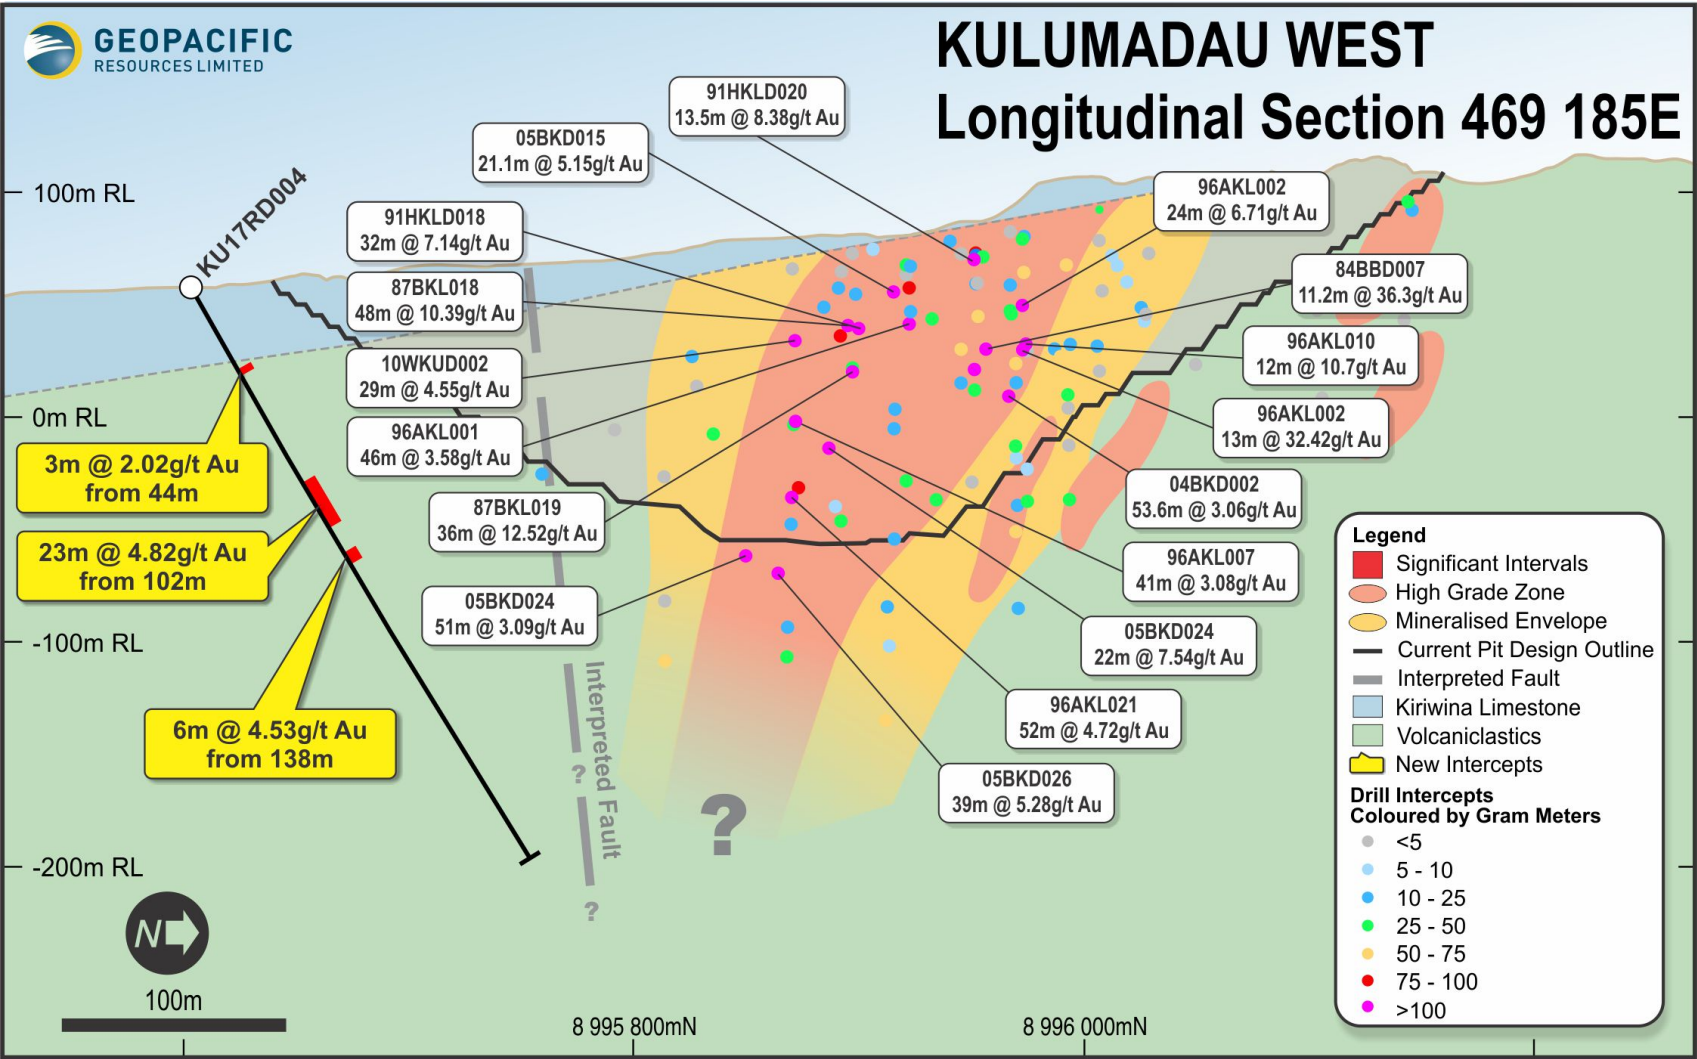 GEOPACIFIC
RESOURCES LIMITED
KULUMADAU WEST
Longitudinal Section 469 185E
91HKLD020
13.5m @ 8.38g/t Au
05BKD015
21.1m @ 5.15g/t Au
96AKL002
24m @ 6.71g/t Au
100m RL
KU17RD004
91HKLD018
32m @ 7.14g/t Au
84BBD007
11.2m @ 36.3g/t Au
87BKL018
48m @ 10.39g/t Au
96AKL010
12m @ 10.7g/t Au
10WKUD002
29m @ 4.55g/t Au
0m RL
96AKL002
13m @ 32.42g/t Au
96AKL001
46m @ 3.58g/t Au
3m @ 2.02g/t Au
from 44m
04BKD002
53.6m @ 3.06g/t Au
87BKL019
36m @ 12.52g/t Au
23m @ 4.82g/t Au
from 102m
96AKL007
41m @ 3.08g/t Au
05BKD024
51m @ 3.09g/t Au
05BKD024
22m @ 7.54g/t Au
-100m RL
Interpreted Fault
?
?
?
96AKL021
52m @ 4.72g/t Au
6m @ 4.53g/t Au
from 138m
05BKD026
39m @ 5.28g/t Au
-200m RL
N
100m
8 995 800mN
8 996 000mN
Legend
Significant Intervals
High Grade Zone
Mineralised Envelope
Current Pit Design Outline
Interpreted Fault
Kiriwina Limestone
Volcaniclastics
New Intercepts
Drill Intercepts
Coloured by Gram Meters
<5
5 - 10
10 - 25
25 - 50
50 - 75
75 - 100
>100